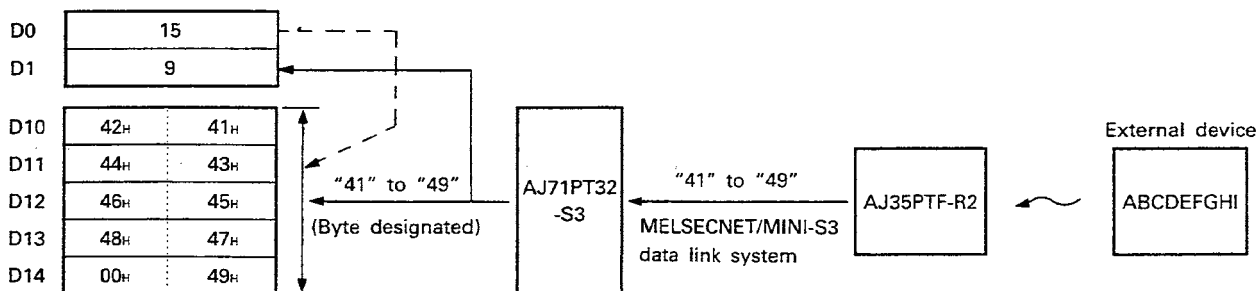 D0 15
D1 9
D10 42H 41H
D11 44H 43H
D12 46H 45H
D13 48H 47H
D14 00H 49H
"41" to "49"
(Byte designated)
AJ71PT32
-S3
"41" to "49"
MELSECNET/MINI-S3
data link system
AJ35PTF-R2
External device
ABCDEFGHI